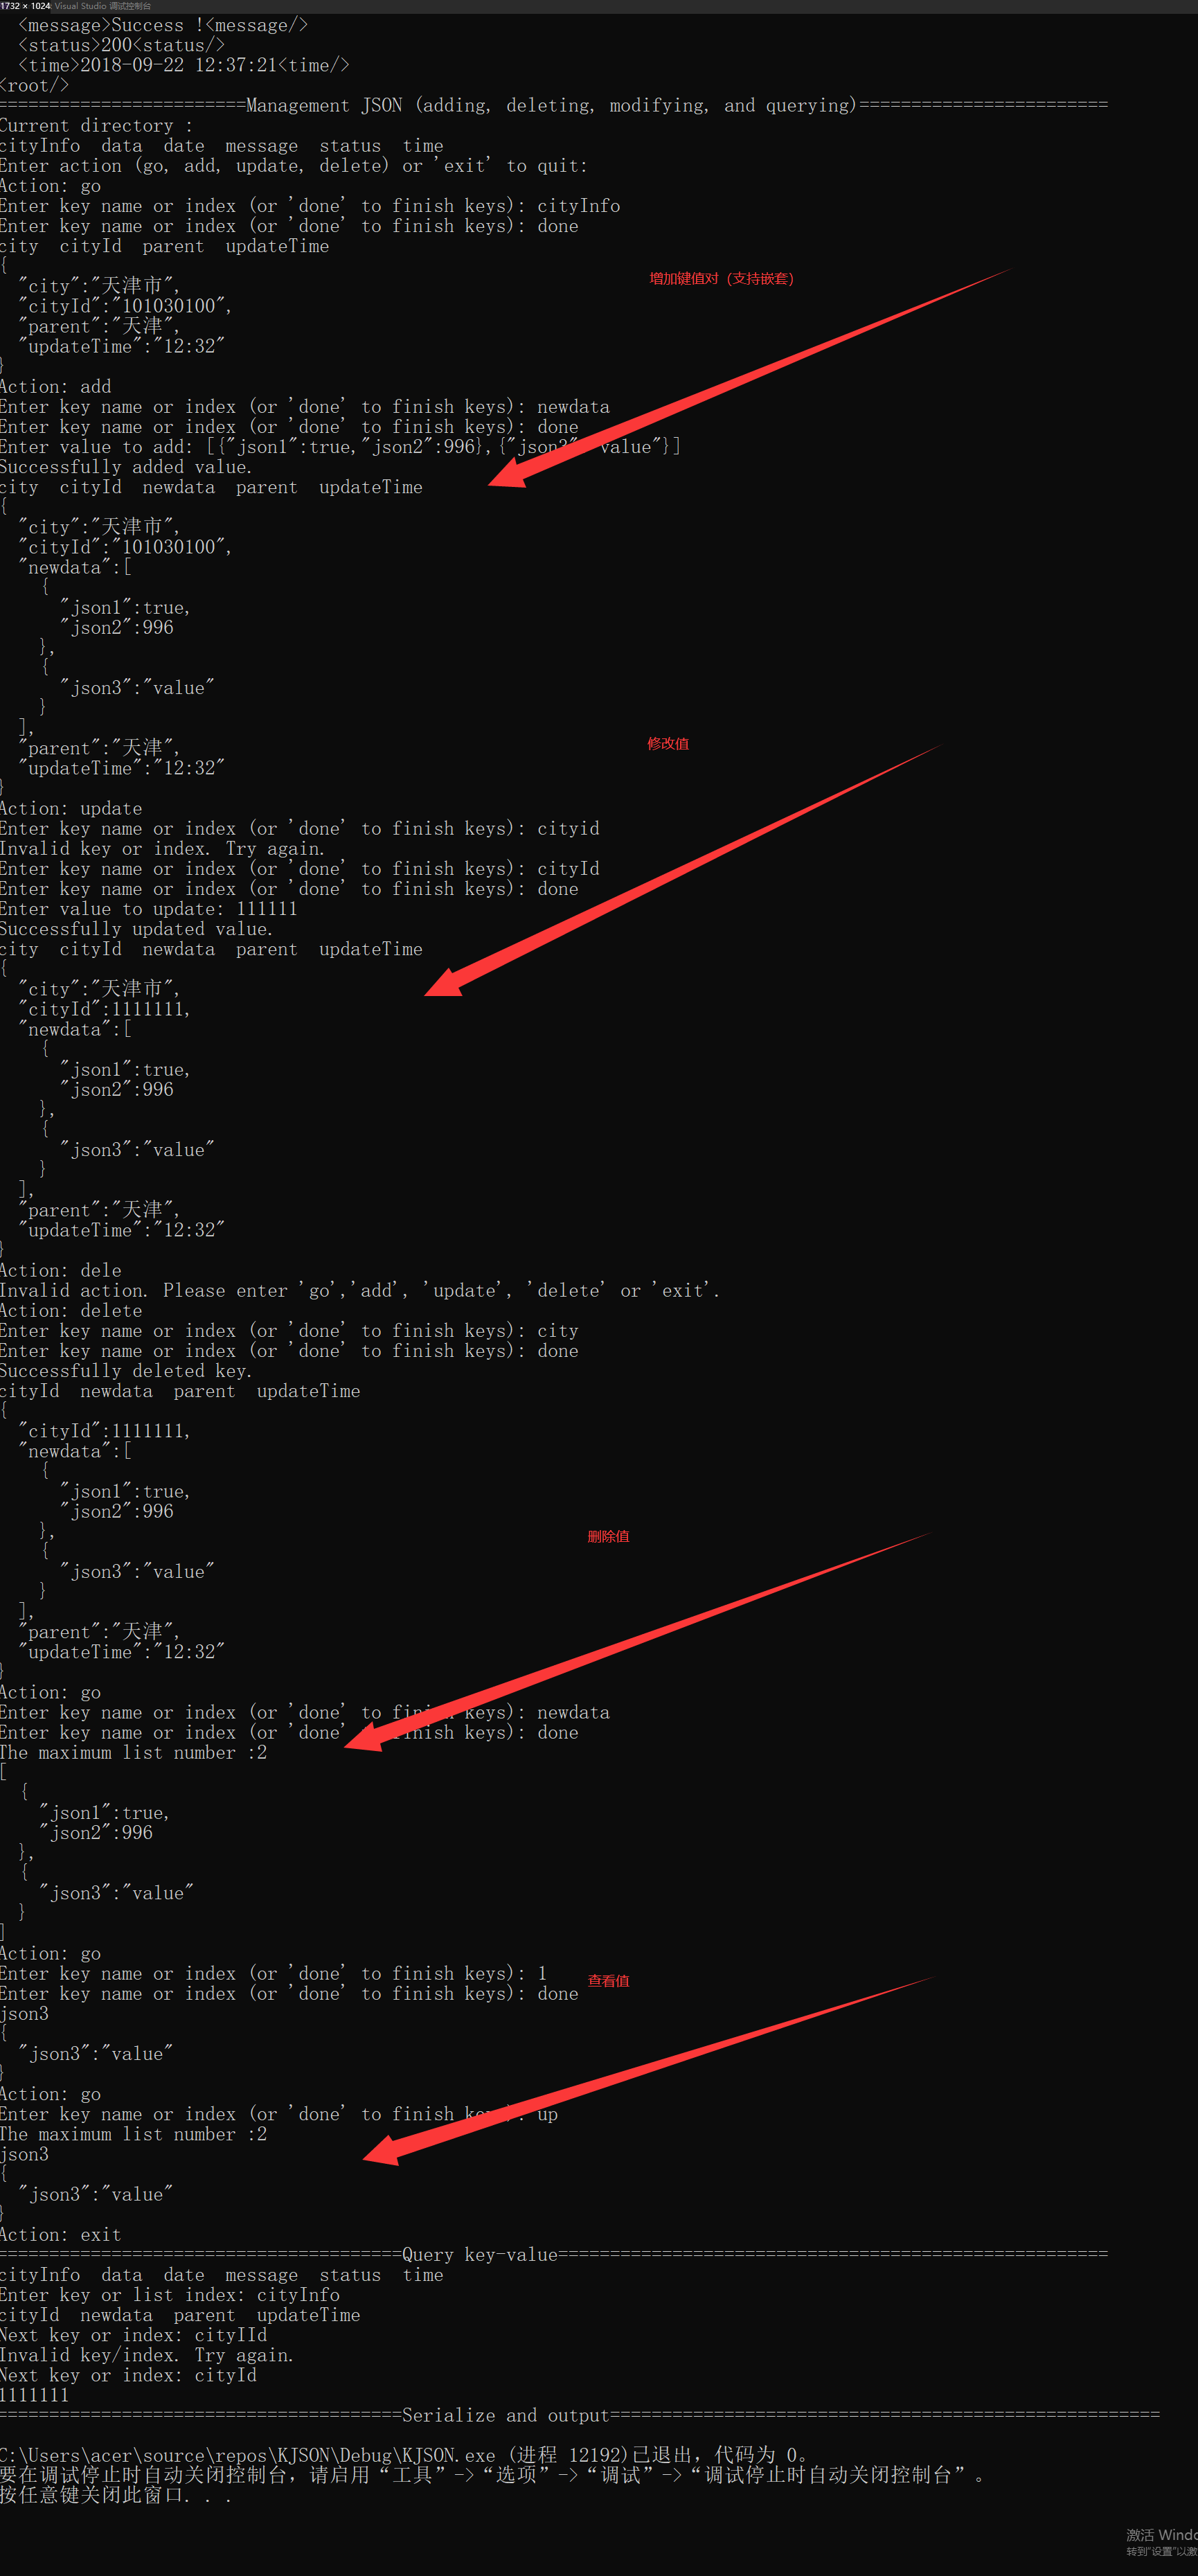 1732 × 1024 Visual Studio 调试控制台
<message>Success !<message/>
<status>200<status/>
<time>2018-09-22 12:37:21<time/>
<root/>
========================Management JSON (adding, deleting, modifying, and querying)========================
Current directory :
cityInfo  data  date  message  status  time
Enter action (go, add, update, delete) or 'exit' to quit:
Action: go
Enter key name or index (or 'done' to finish keys): cityInfo
Enter key name or index (or 'done' to finish keys): done
city  cityId  parent  updateTime
{
"city":"天津市",
增加键值对（支持嵌套）
"cityId":"101030100",
"parent":"天津",
"updateTime":"12:32"
}
Action: add
Enter key name or index (or 'done' to finish keys): newdata
Enter key name or index (or 'done' to finish keys): done
Enter value to add: [{"json1":true,"json2":996},{"json3":"value"}]
Successfully added value.
city  cityId  newdata  parent  updateTime
{
"city":"天津市",
"cityId":"101030100",
"newdata":[
{
"json1":true,
"json2":996
},
{
"json3":"value"
}
],
"parent":"天津",
修改值
"updateTime":"12:32"
}
Action: update
Enter key name or index (or 'done' to finish keys): cityid
Invalid key or index. Try again.
Enter key name or index (or 'done' to finish keys): cityId
Enter key name or index (or 'done' to finish keys): done
Enter value to update: 111111
Successfully updated value.
city  cityId  newdata  parent  updateTime
{
"city":"天津市",
"cityId":1111111,
"newdata":[
{
"json1":true,
"json2":996
},
{
"json3":"value"
}
],
"parent":"天津",
"updateTime":"12:32"
}
Action: dele
Invalid action. Please enter 'go','add', 'update', 'delete' or 'exit'.
Action: delete
Enter key name or index (or 'done' to finish keys): city
Enter key name or index (or 'done' to finish keys): done
Successfully deleted key.
cityId  newdata  parent  updateTime
{
"cityId":1111111,
"newdata":[
{
"json1":true,
"json2":996
},
删除值
{
"json3":"value"
}
],
"parent":"天津",
"updateTime":"12:32"
}
Action: go
Enter key name or index (or 'done' to finish keys): newdata
Enter key name or index (or 'done' to finish keys): done
The maximum list number :2
[
{
"json1":true,
"json2":996
},
{
"json3":"value"
}
]
Action: go
Enter key name or index (or 'done' to finish keys): 1
查看值
Enter key name or index (or 'done' to finish keys): done
json3
{
"json3":"value"
}
Action: go
Enter key name or index (or 'done' to finish keys): up
The maximum list number :2
json3
{
"json3":"value"
}
Action: exit
=======================================Query key-value=====================================================
cityInfo  data  date  message  status  time
Enter key or list index: cityInfo
cityId  newdata  parent  updateTime
Next key or index: cityIId
Invalid key/index. Try again.
Next key or index: cityId
1111111
=======================================Serialize and output=====================================================
C:\Users\acer\source\repos\KJSON\Debug\KJSON.exe (进程 12192)已退出，代码为 0。
要在调试停止时自动关闭控制台，请启用“工具”->“选项”->“调试”->“调试停止时自动关闭控制台”。
按任意键关闭此窗口. . .
激活 Windo
转到"设置"以激